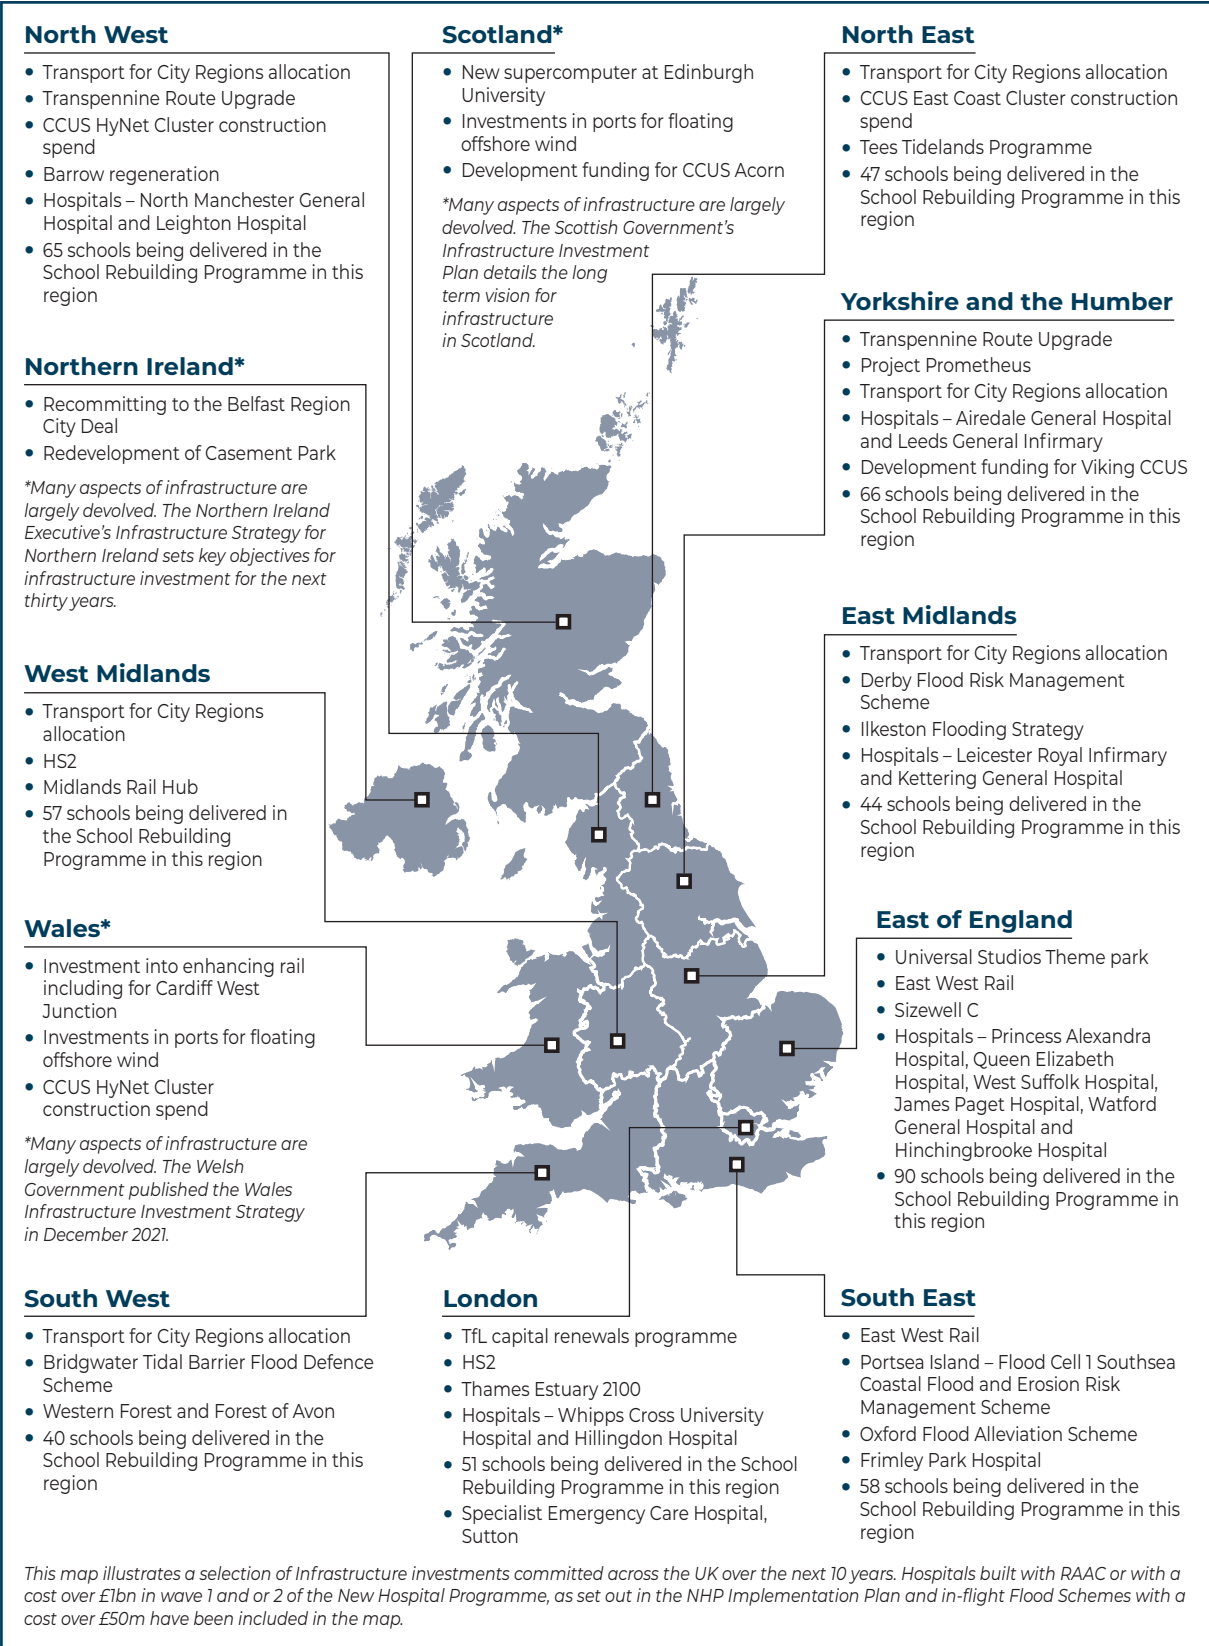 North West
• Transport for City Regions allocation
• Transpennine Route Upgrade
• CCUS HyNet Cluster construction
spend
• Barrow regeneration
• Hospitals – North Manchester General
Hospital and Leighton Hospital
• 65 schools being delivered in the
School Rebuilding Programme in this
region
Scotland*
• New supercomputer at Edinburgh
University
• Investments in ports for floating
offshore wind
• Development funding for CCUS Acorn
*Many aspects of infrastructure are largely
devolved. The Scottish Government's
Infrastructure Investment
Plan details the long
term vision for
infrastructure
in Scotland.
North East
• Transport for City Regions allocation
• CCUS East Coast Cluster construction
spend
• Tees Tidelands Programme
• 47 schools being delivered in the
School Rebuilding Programme in this
region
Yorkshire and the Humber
• Transpennine Route Upgrade
• Project Prometheus
• Transport for City Regions allocation
• Hospitals – Airedale General Hospital
and Leeds General Infirmary
• Development funding for Viking CCUS
• 66 schools being delivered in the
School Rebuilding Programme in this
region
Northern Ireland*
• Recommitting to the Belfast Region
City Deal
• Redevelopment of Casement Park
*Many aspects of infrastructure are
largely devolved. The Northern Ireland
Executive's Infrastructure Strategy for
Northern Ireland sets key objectives for
infrastructure investment for the next
thirty years.
East Midlands
• Transport for City Regions allocation
• Derby Flood Risk Management
Scheme
• Ilkeston Flooding Strategy
• Hospitals – Leicester Royal Infirmary
and Kettering General Hospital
• 44 schools being delivered in the
School Rebuilding Programme in this
region
West Midlands
• Transport for City Regions
allocation
• HS2
• Midlands Rail Hub
• 57 schools being delivered in
the School Rebuilding
Programme in this region
East of England
• Universal Studios Theme park
• East West Rail
• Sizewell C
• Hospitals – Princess Alexandra
Hospital, Queen Elizabeth
Hospital, West Suffolk Hospital,
James Paget Hospital, Watford
General Hospital and
Hinchingbrooke Hospital
• 90 schools being delivered in the
School Rebuilding Programme in
this region
Wales*
• Investment into enhancing rail
including for Cardiff West
Junction
• Investments in ports for floating
offshore wind
• CCUS HyNet Cluster
construction spend
*Many aspects of infrastructure are
largely devolved. The Welsh
Government published the Wales
Infrastructure Investment Strategy
in December 2021.
South West
• Transport for City Regions allocation
• Bridgwater Tidal Barrier Flood Defence
Scheme
• Western Forest and Forest of Avon
• 40 schools being delivered in the
School Rebuilding Programme in this
region
London
• TfL capital renewals programme
• HS2
• Thames Estuary 2100
• Hospitals – Whipps Cross University
Hospital and Hillingdon Hospital
• 51 schools being delivered in the School
Rebuilding Programme in this region
• Specialist Emergency Care Hospital,
Sutton
South East
• East West Rail
• Portsea Island – Flood Cell 1 Southsea
Coastal Flood and Erosion Risk
Management Scheme
• Oxford Flood Alleviation Scheme
• Frimley Park Hospital
• 58 schools being delivered in the
School Rebuilding Programme in this
region
This map illustrates a selection of Infrastructure investments committed across the UK over the next 10 years. Hospitals built with RAAC or with a
cost over £1bn in wave 1 and or 2 of the New Hospital Programme, as set out in the NHP Implementation Plan and in-flight Flood Schemes with a
cost over £50m have been included in the map.